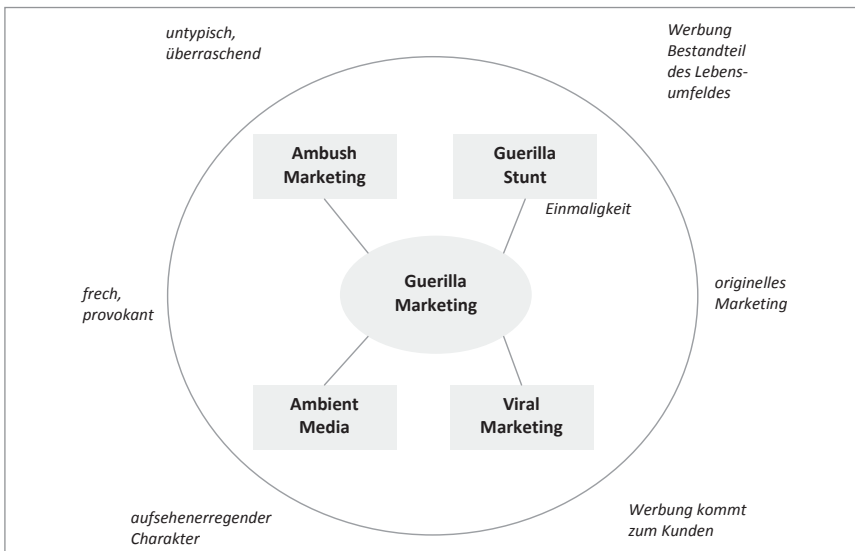 untypisch,
überraschend
Werbung
Bestandteil
des Lebens-
umfeldes
Ambush
Marketing
Guerilla
Stunt
Einmaligkeit
frech,
provokant
Guerilla
Marketing
originelles
Marketing
Ambient
Media
Viral
Marketing
aufsehenerregender
Charakter
Werbung kommt
zum Kunden